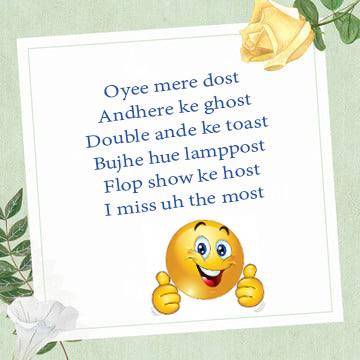 Oyee mere dost
Andhere ke ghost
Double ande ke toast
Bujhe hue lamppost
Flop show ke host
I miss uh the most